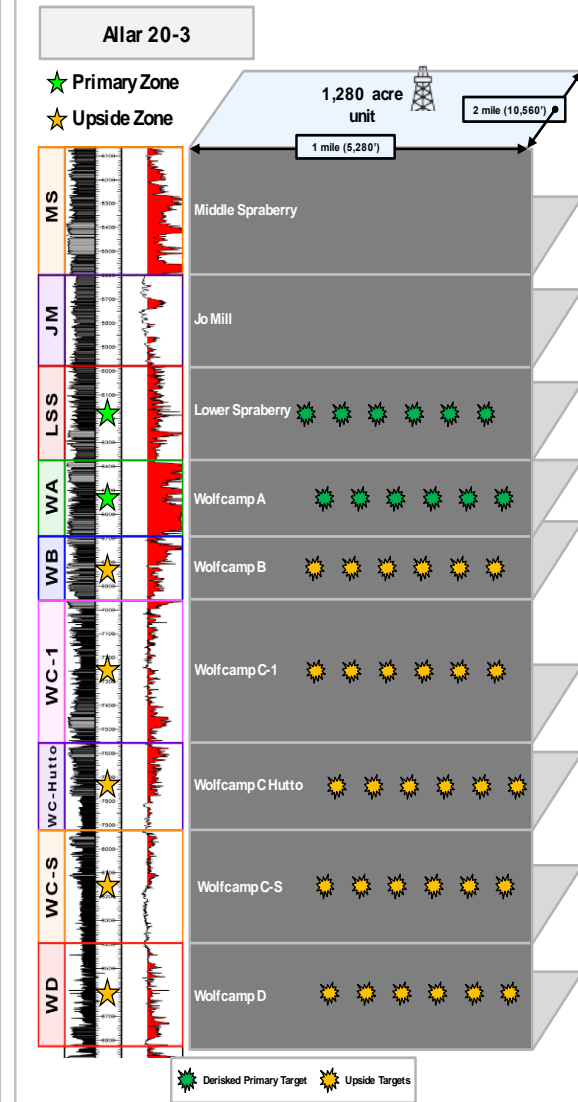 Allar 20-3
Primary Zone
Upside Zone
1,280 acre
unit
2 mile (10,560')
1 mile (5,280')
MS
Middle Spraberry
JM
Jo Mill
LSS
Lower Spraberry
WA
Wolfcamp A
WB
Wolfcamp B
WC-1
Wolfcamp C-1
WC-Hutto
Wolfcamp C Hutto
WC-S
Wolfcamp C-S
WD
Wolfcamp D
Derisked Primary Target
Upside Targets